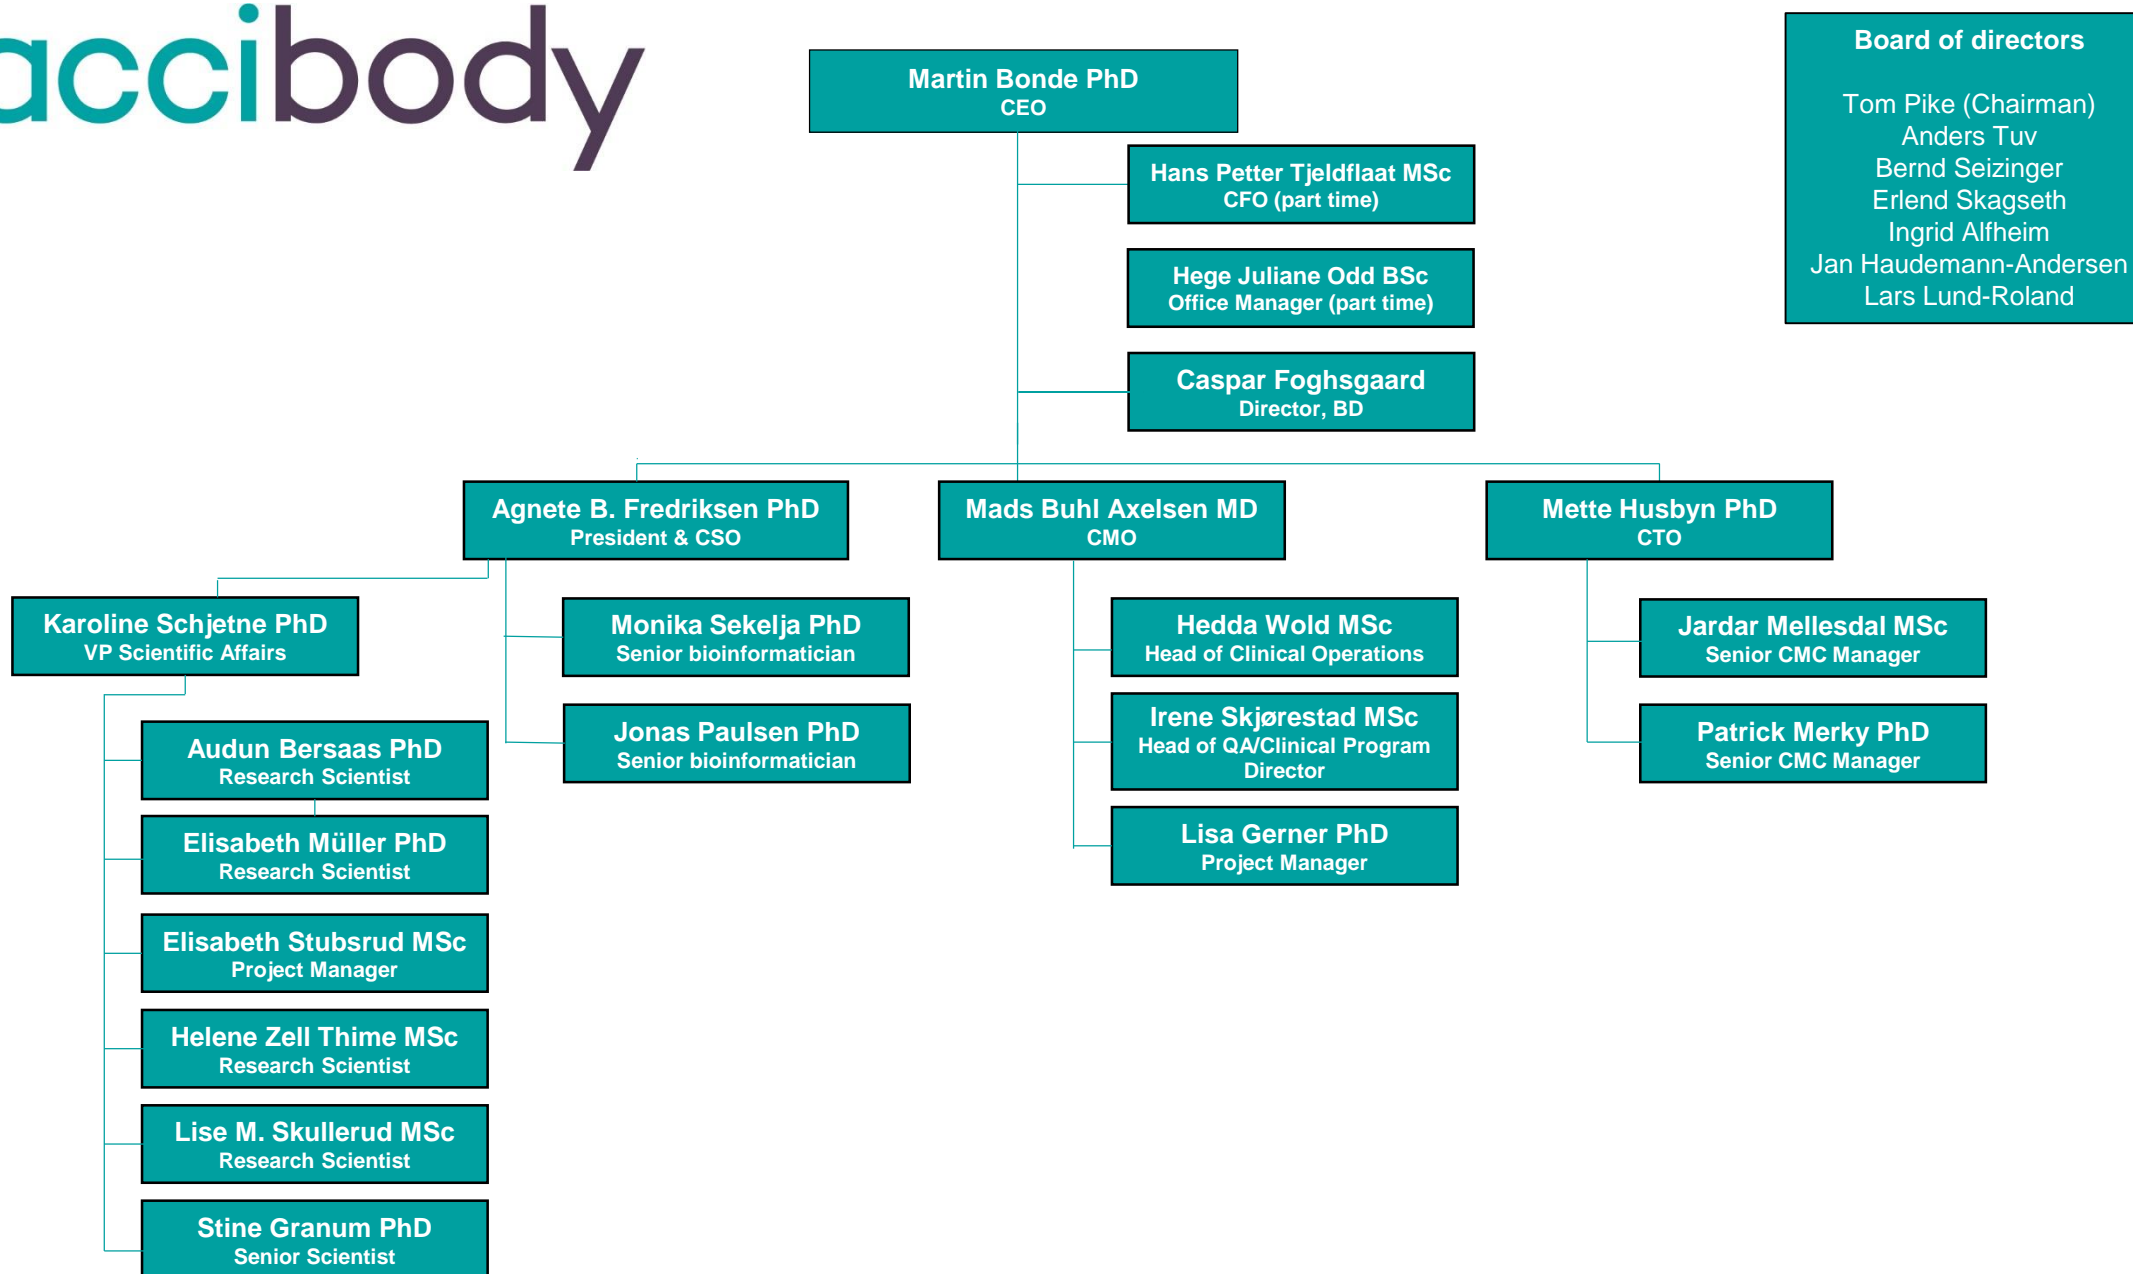 accibody
Martin Bonde PhD
CEO
Board of directors
Tom Pike (Chairman)
Anders Tuv
Bernd Seizinger
Erlend Skagseth
Ingrid Alfheim
Jan Haudemann-Andersen
Lars Lund-Roland
Hans Petter Tjeldflaat MSc
CFO (part time)
Hege Juliane Odd BSc
Office Manager (part time)
Caspar Foghsgaard
Director, BD
Agnete B. Fredriksen PhD
President & CSO
Mads Buhl Axelsen MD
CMO
Mette Husbyn PhD
CTO
Karoline Schjetne PhD
VP Scientific Affairs
Audun Bersaas PhD
Research Scientist
Elisabeth Müller PhD
Research Scientist
Elisabeth Stubsrud MSc
Project Manager
Helene Zell Thime MSc
Research Scientist
Lise M. Skullerud MSc
Research Scientist
Stine Granum PhD
Senior Scientist
Monika Sekelja PhD
Senior bioinformatician
Jonas Paulsen PhD
Senior bioinformatician
Hedda Wold MSc
Head of Clinical Operations
Irene Skjørestad MSc
Head of QA/Clinical Program
Director
Lisa Gerner PhD
Project Manager
Jardar Mellesdal MSc
Senior CMC Manager
Patrick Merky PhD
Senior CMC Manager